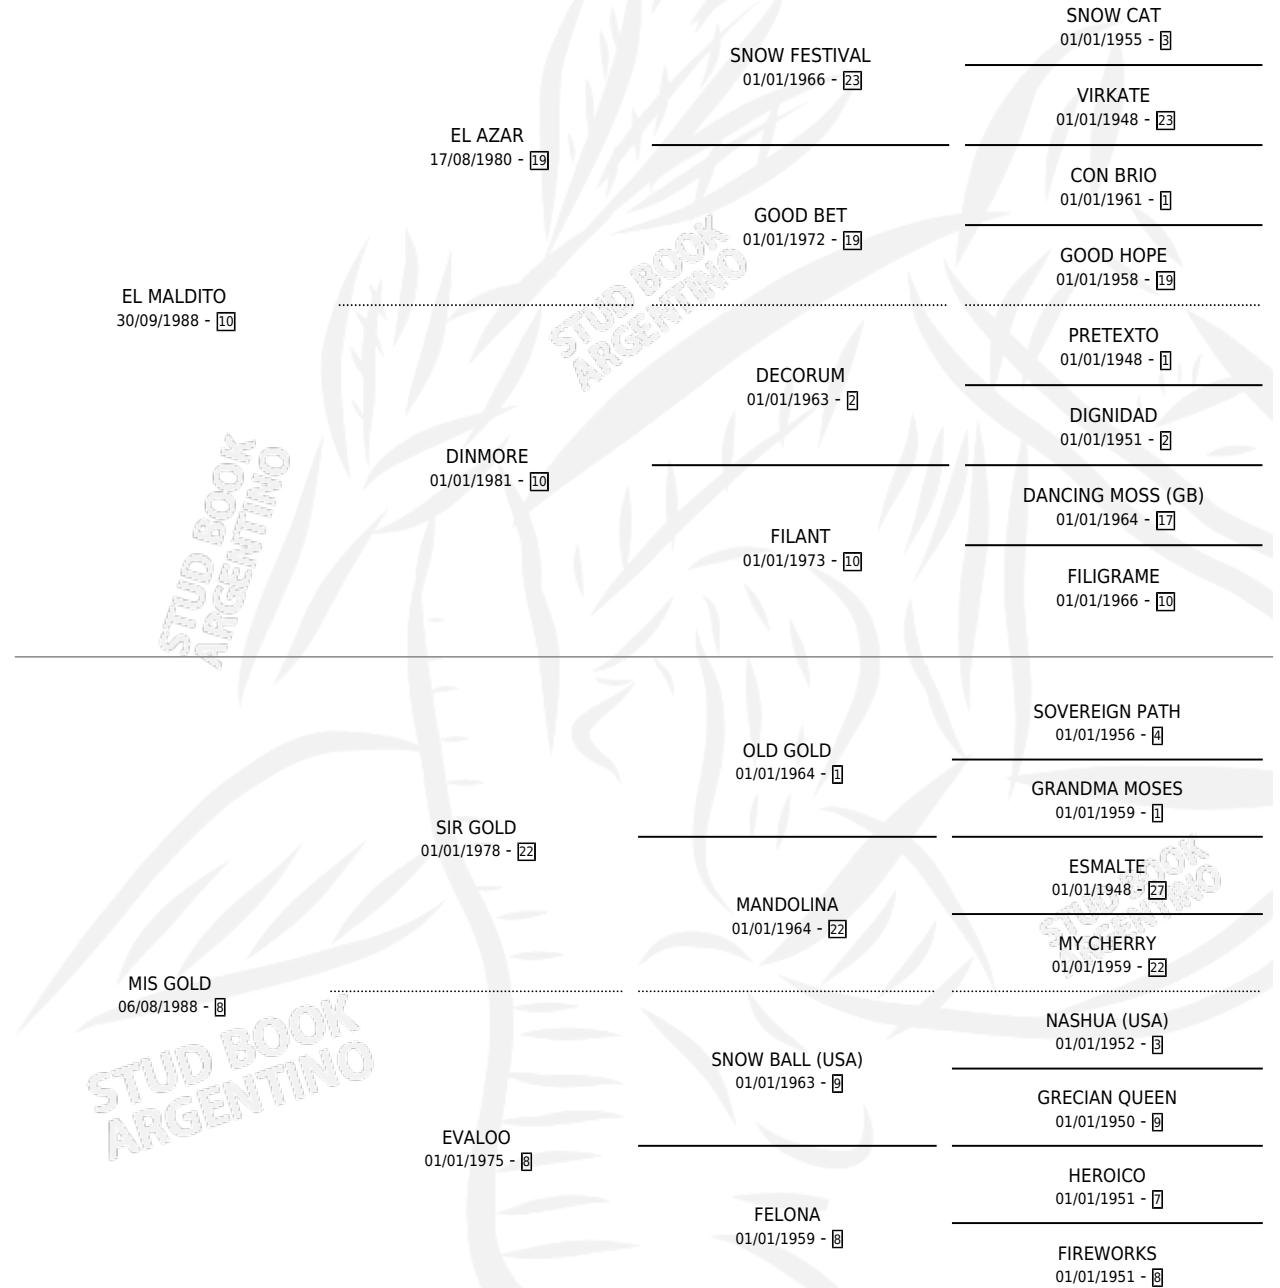 SNOW CAT
01/01/1955 - 3
SNOW FESTIVAL
01/01/1966 - 23
VIRKATE
01/01/1948 - 23
EL AZAR
17/08/1980 - 19
CON BRIO
01/01/1961 - 1
GOOD BET
01/01/1972 - 19
GOOD HOPE
01/01/1958 - 19
EL MALDITO
30/09/1988 - 10
PRETEXTO
01/01/1948 - 1
DECORUM
01/01/1963 - 2
DIGNIDAD
01/01/1951 - 2
DINMORE
01/01/1981 - 10
DANCING MOSS (GB)
01/01/1964 - 17
FILANT
01/01/1973 - 10
FILIGRAME
01/01/1966 - 10
STUD BOOK
ARGENTINO
STUD BOOK
ARGENTINO
SOVEREIGN PATH
01/01/1956 - 4
OLD GOLD
01/01/1964 - 1
GRANDMA MOSES
01/01/1959 - 1
SIR GOLD
01/01/1978 - 22
ESMALTE
01/01/1948 - 27
MANDOLINA
01/01/1964 - 22
MY CHERRY
01/01/1959 - 22
MIS GOLD
06/08/1988 - 8
NASHUA (USA)
01/01/1952 - 3
SNOW BALL (USA)
01/01/1963 - 9
GRECIAN QUEEN
01/01/1950 - 9
EVALOO
01/01/1975 - 8
HEROICO
01/01/1951 - 7
FELONA
01/01/1959 - 8
FIREWORKS
01/01/1951 - 8
STUD BOOK
ARGENTINO
STUD BOOK
ARGENTINO